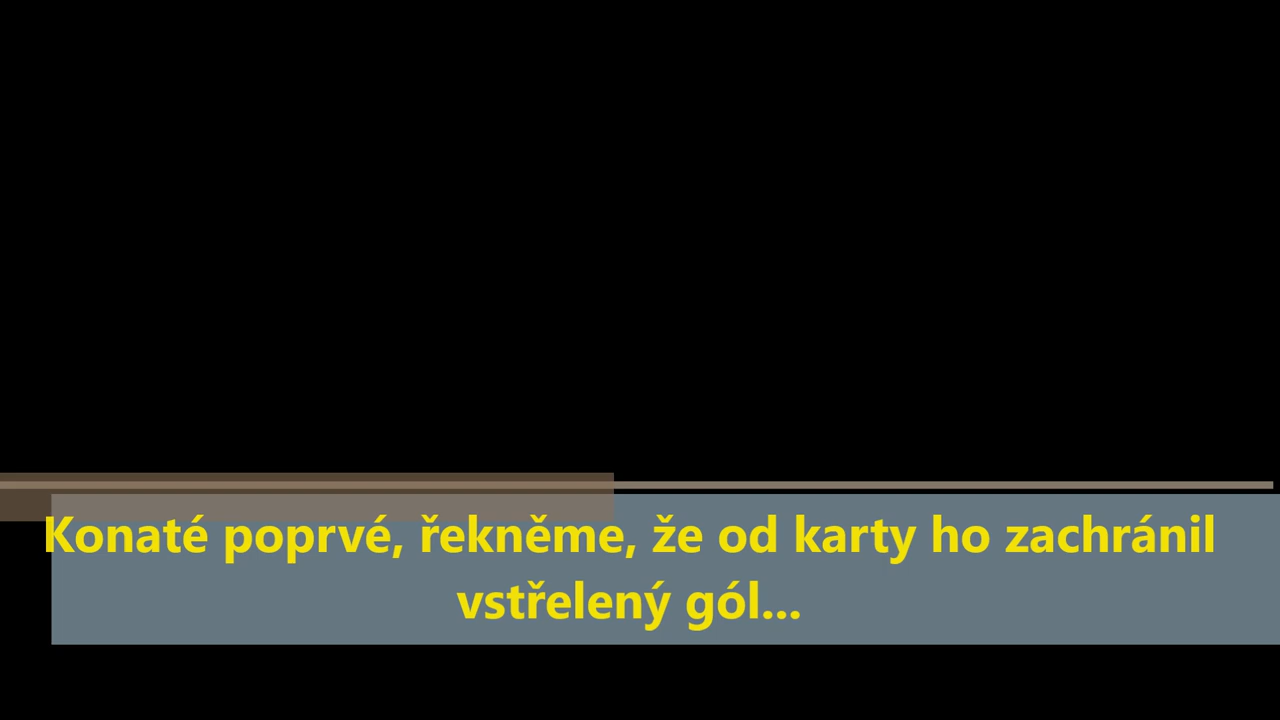 Konaté poprvé, řekněme, že od karty ho zachránil
vstřelený gól...